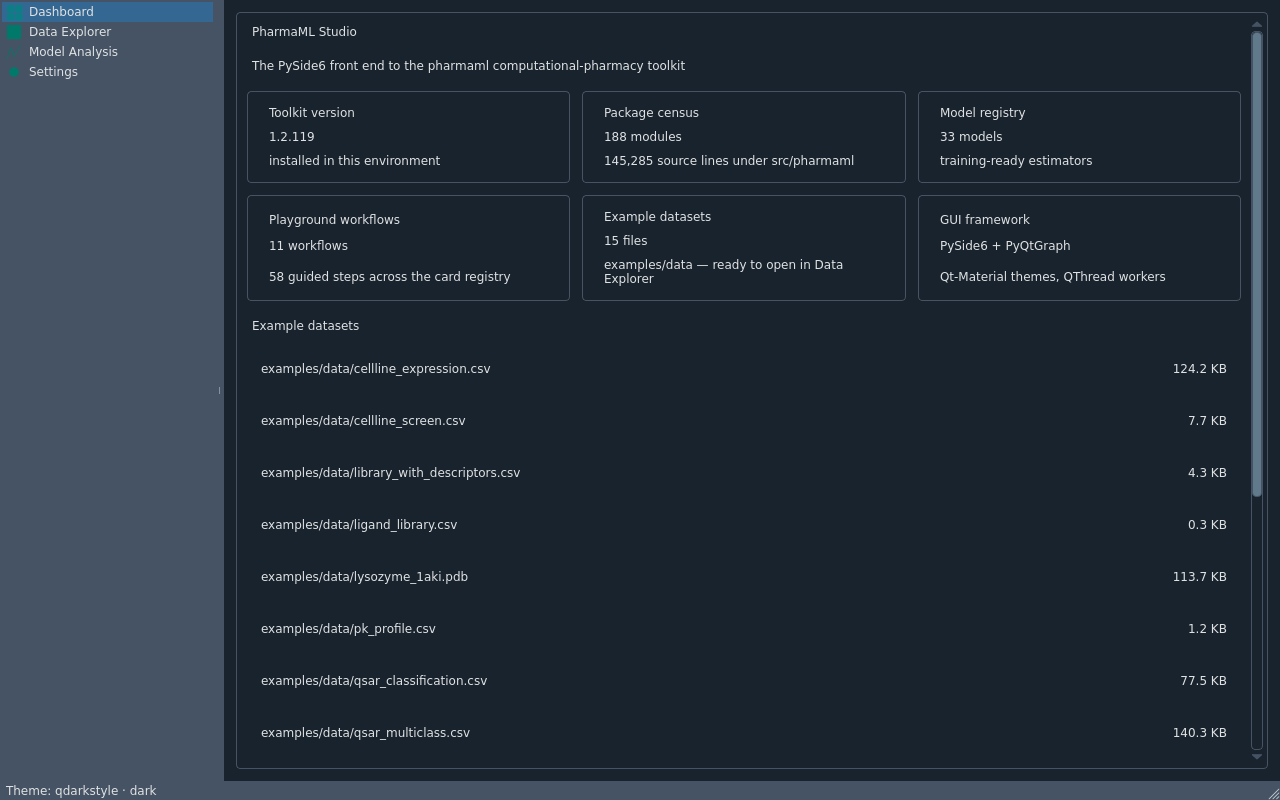 Dashboard
Data Explorer
Model Analysis
Settings
PharmaML Studio
The PySide6 front end to the pharmaml computational-pharmacy toolkit
Toolkit version
1.2.119
installed in this environment
Package census
188 modules
145,285 source lines under src/pharmaml
Model registry
33 models
training-ready estimators
Playground workflows
11 workflows
58 guided steps across the card registry
Example datasets
15 files
examples/data — ready to open in Data
Explorer
GUI framework
PySide6 + PyQtGraph
Qt-Material themes, QThread workers
Example datasets
examples/data/cellline_expression.csv 124.2 KB
examples/data/cellline_screen.csv 7.7 KB
examples/data/library_with_descriptors.csv 4.3 KB
examples/data/ligand_library.csv 0.3 KB
examples/data/lysozyme_1aki.pdb 113.7 KB
examples/data/pk_profile.csv 1.2 KB
examples/data/qsar_classification.csv 77.5 KB
examples/data/qsar_multiclass.csv 140.3 KB
Theme: qdarkstyle · dark